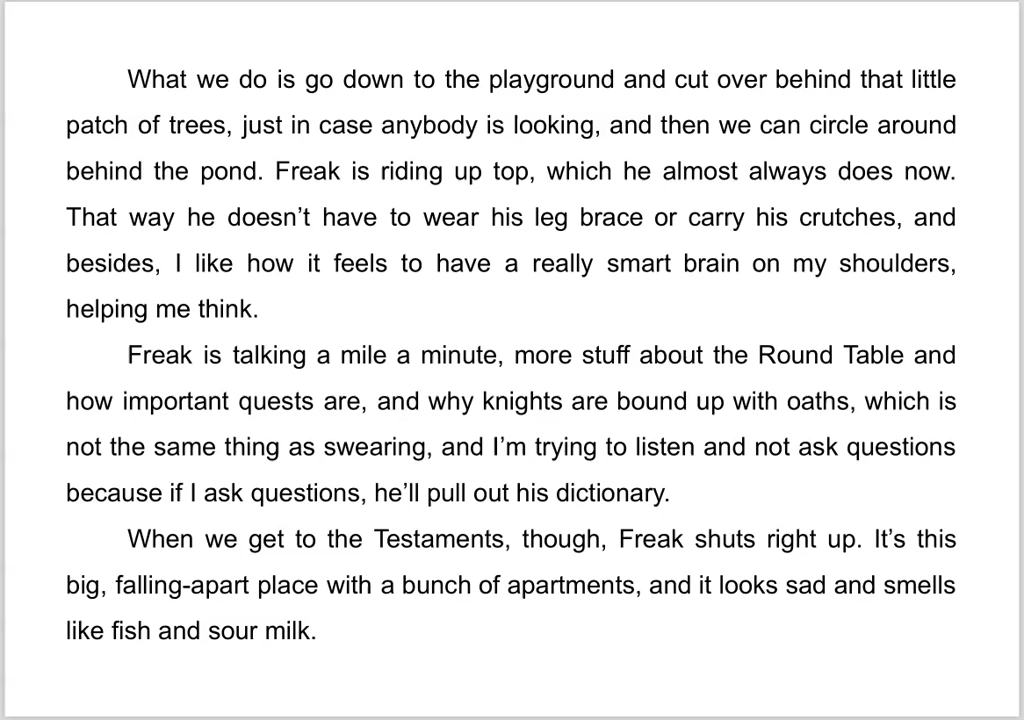 What we do is go down to the playground and cut over behind that little
patch of trees, just in case anybody is looking, and then we can circle around
behind the pond. Freak is riding up top, which he almost always does now.
That way he doesn’t have to wear his leg brace or carry his crutches, and
besides, I like how it feels to have a really smart brain on my shoulders,
helping me think.
Freak is talking a mile a minute, more stuff about the Round Table and
how important quests are, and why knights are bound up with oaths, which is
not the same thing as swearing, and I’m trying to listen and not ask questions
because if I ask questions, he’ll pull out his dictionary.
When we get to the Testaments, though, Freak shuts right up. It’s this
big, falling-apart place with a bunch of apartments, and it looks sad and smells
like fish and sour milk.